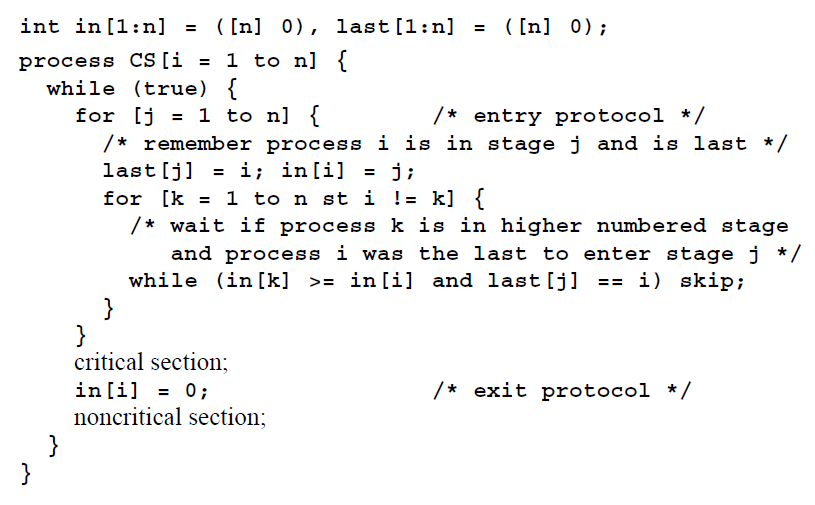 int in[1:n] = ([n] 0), last[1:n] = ([n] 0);
process CS[i = 1 to n] {
  while (true) {
    for [j = 1 to n] {        /* entry protocol */
      /* remember process i is in stage j and is last */
      last[j] = i; in[i] = j;
      for [k = 1 to n st i != k] {
        /* wait if process k is in higher numbered stage
           and process i was the last to enter stage j */
        while (in[k] >= in[i] and last[j] == i) skip;
      }
    }
    critical section;
    in[i] = 0;                /* exit protocol */
    noncritical section;
  }
}